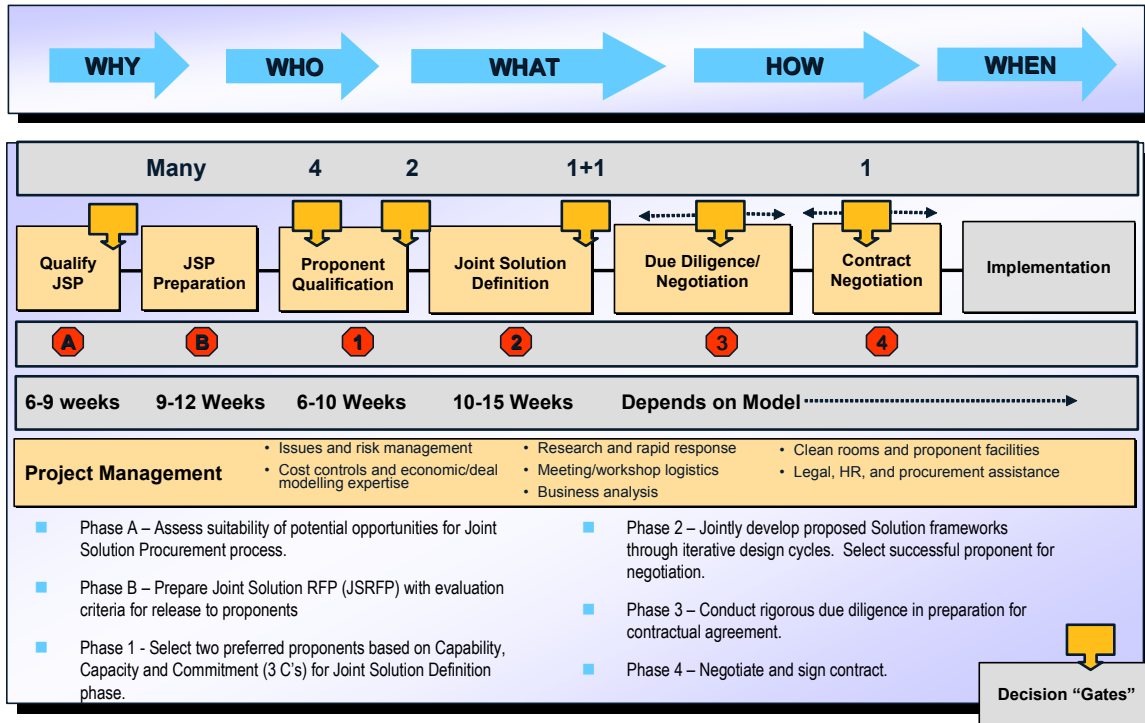 WHY
WHO
WHAT
HOW
WHEN
Many
4
2
1+1
1
Qualify
JSP
JSP
Preparation
Proponent
Qualification
Joint Solution
Definition
Due Diligence/
Negotiation
Contract
Negotiation
Implementation
A
B
1
2
3
4
6-9 weeks
9-12 Weeks
6-10 Weeks
10-15 Weeks
Depends on Model
Project Management
• Issues and risk management
• Cost controls and economic/deal
modelling expertise
• Research and rapid response
• Meeting/workshop logistics
• Business analysis
• Clean rooms and proponent facilities
• Legal, HR, and procurement assistance
Phase A – Assess suitability of potential opportunities for Joint
Solution Procurement process.
Phase B – Prepare Joint Solution RFP (JSRFP) with evaluation
criteria for release to proponents
Phase 1 - Select two preferred proponents based on Capability,
Capacity and Commitment (3 C's) for Joint Solution Definition
phase.
Phase 2 – Jointly develop proposed Solution frameworks
through iterative design cycles. Select successful proponent for
negotiation.
Phase 3 – Conduct rigorous due diligence in preparation for
contractual agreement.
Phase 4 – Negotiate and sign contract.
Decision “Gates”